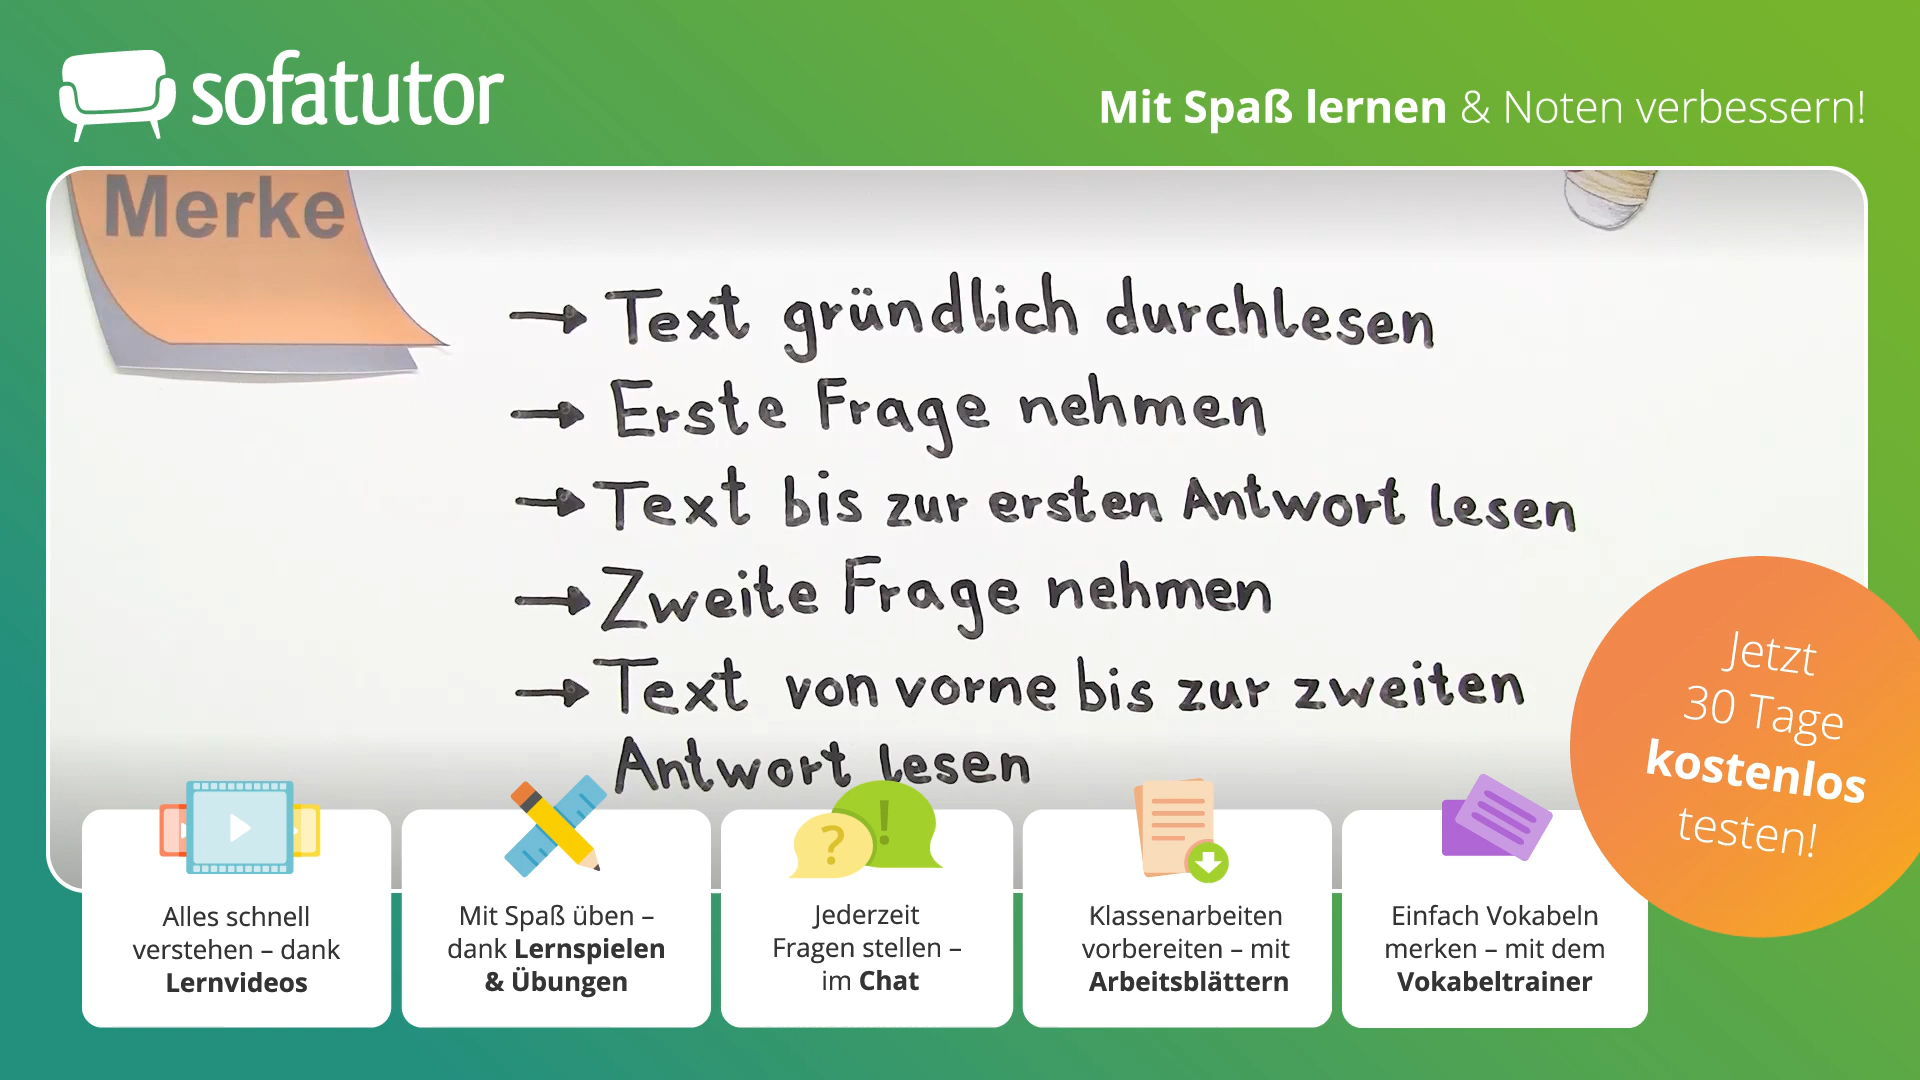 sofatutor
Mit Spaß lernen & Noten verbessern!
Merke
→ Text gründlich durchlesen
→ Erste Frage nehmen
→ Text bis zur ersten Antwort lesen
→ Zweite Frage nehmen
→ Text von vorne bis zur zweiten
Antwort lesen
Jetzt
30 Tage
kostenlos
testen!
? !
Alles schnell
verstehen – dank
Lernvideos
Mit Spaß üben –
dank Lernspielen
& Übungen
Jederzeit
Fragen stellen –
im Chat
Klassenarbeiten
vorbereiten – mit
Arbeitsblättern
Einfach Vokabeln
merken – mit dem
Vokabeltrainer